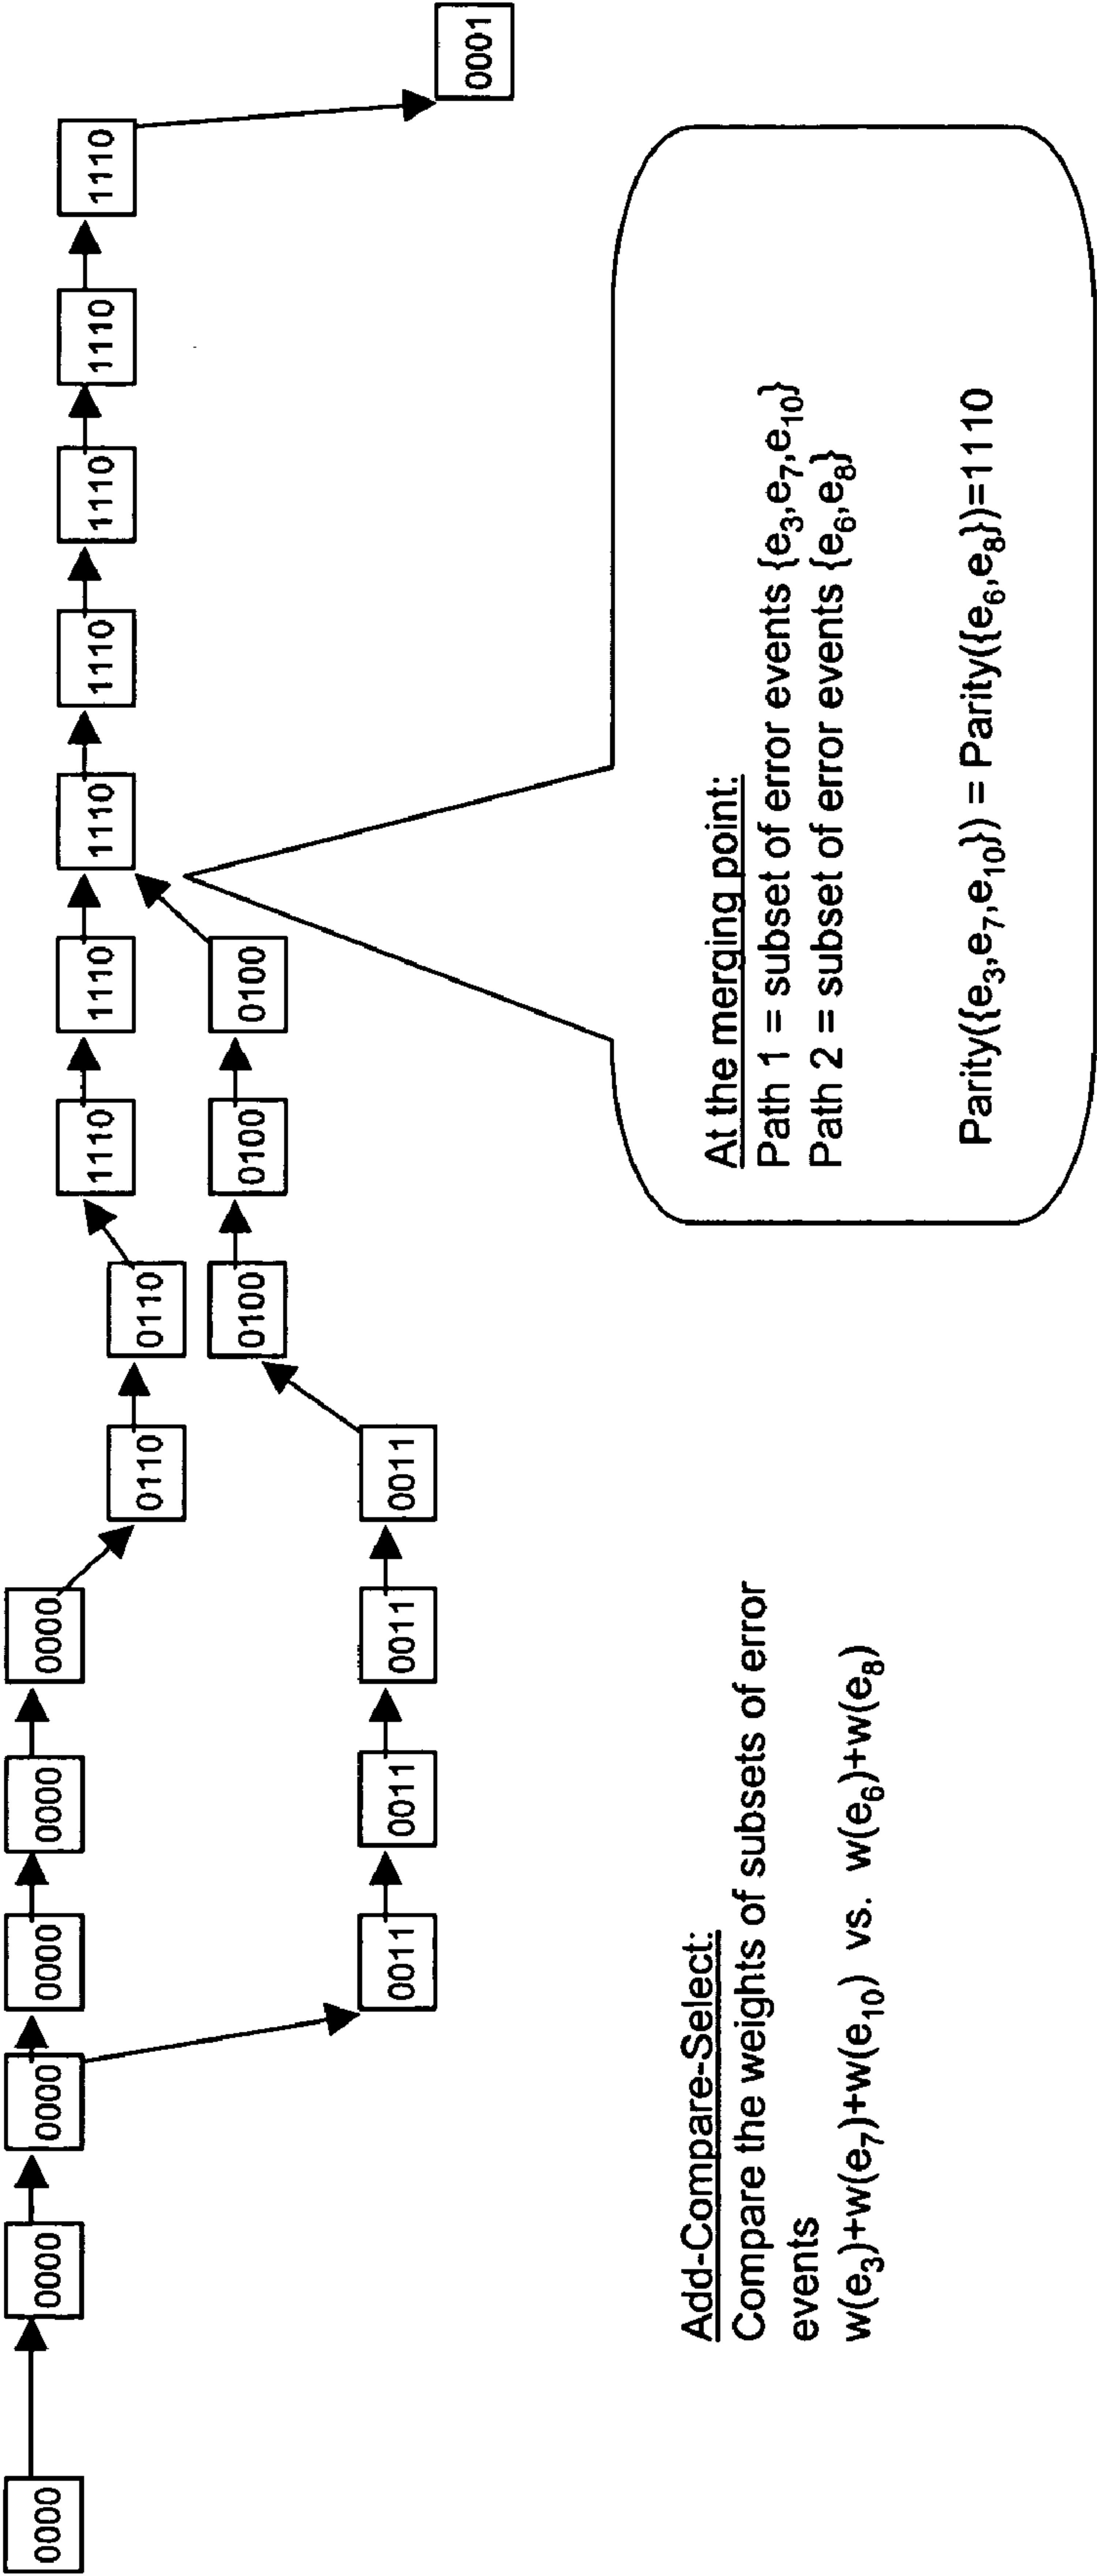 0000 0000 0000 0000 0000 0000
1110 1110 1110 1110 1110 1110 1110
0110 0110
0100 0100 0100
0011 0011 0011 0011
0001
Add-Compare-Select:
Compare the weights of subsets of error
events
w(e₃)+w(e₇)+w(e₁₀) vs. w(e₆)+w(e₈)
At the merging point:
Path 1 = subset of error events {e₃,e₇,e₁₀}
Path 2 = subset of error events {e₆,e₈}
Parity({e₃,e₇,e₁₀}) = Parity({e₆,e₈})=1110